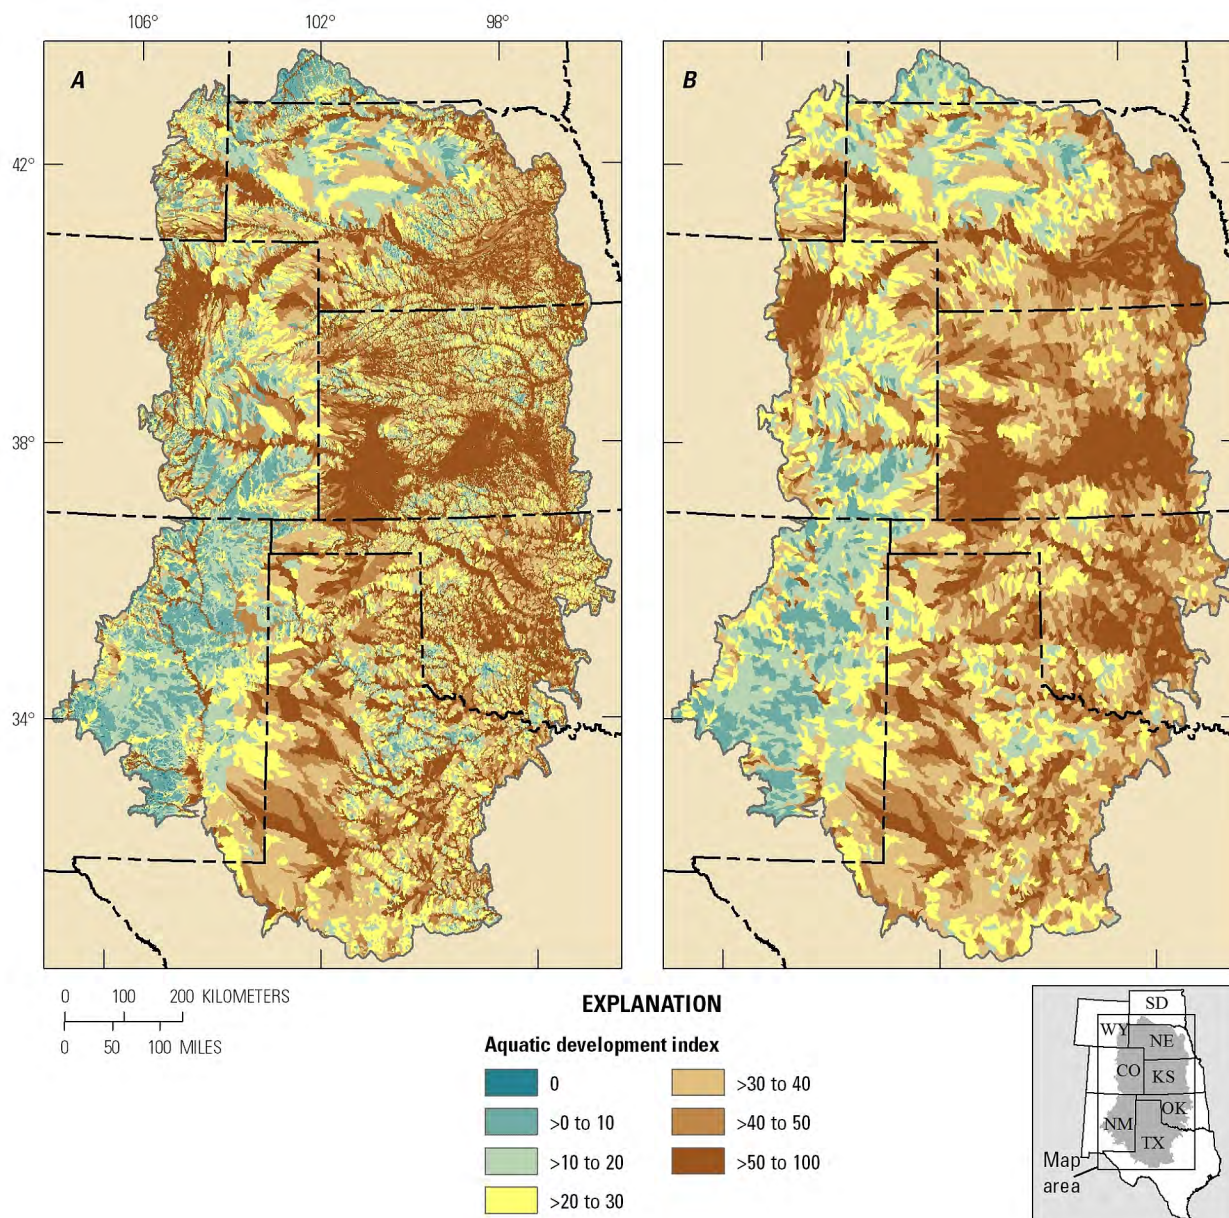 106° 102° 98°
A B
42°
38°
34°
0 100 200 KILOMETERS
0 50 100 MILES
EXPLANATION
Aquatic development index
0
>0 to 10
>10 to 20
>20 to 30
>30 to 40
>40 to 50
>50 to 100
SD
WY
NE
CO
KS
OK
NM
TX
Map
area